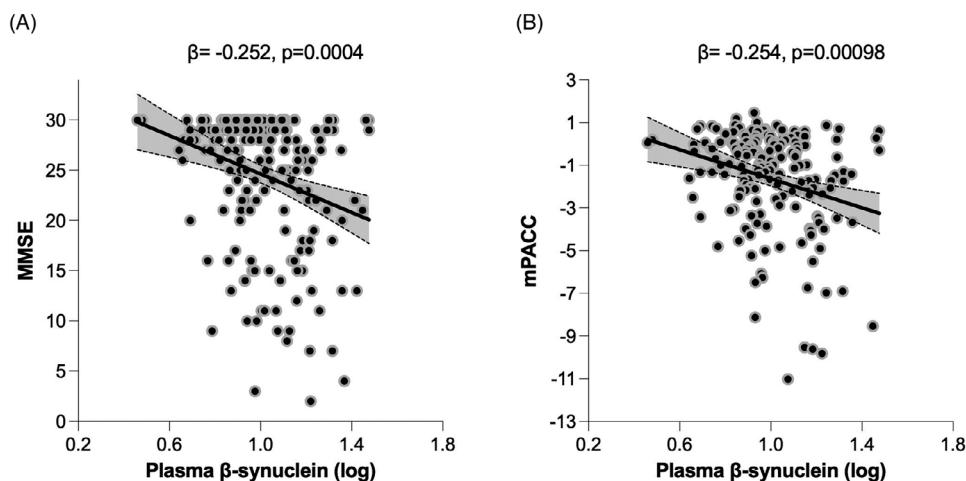 (A)
β= -0.252, p=0.0004
MMSE
30
25
20
15
10
5
0
0.2 0.6 1.0 1.4 1.8
Plasma β-synuclein (log)
(B)
β= -0.254, p=0.00098
mPACC
3
1
-1
-3
-5
-7
-9
-11
-13
0.2 0.6 1.0 1.4 1.8
Plasma β-synuclein (log)